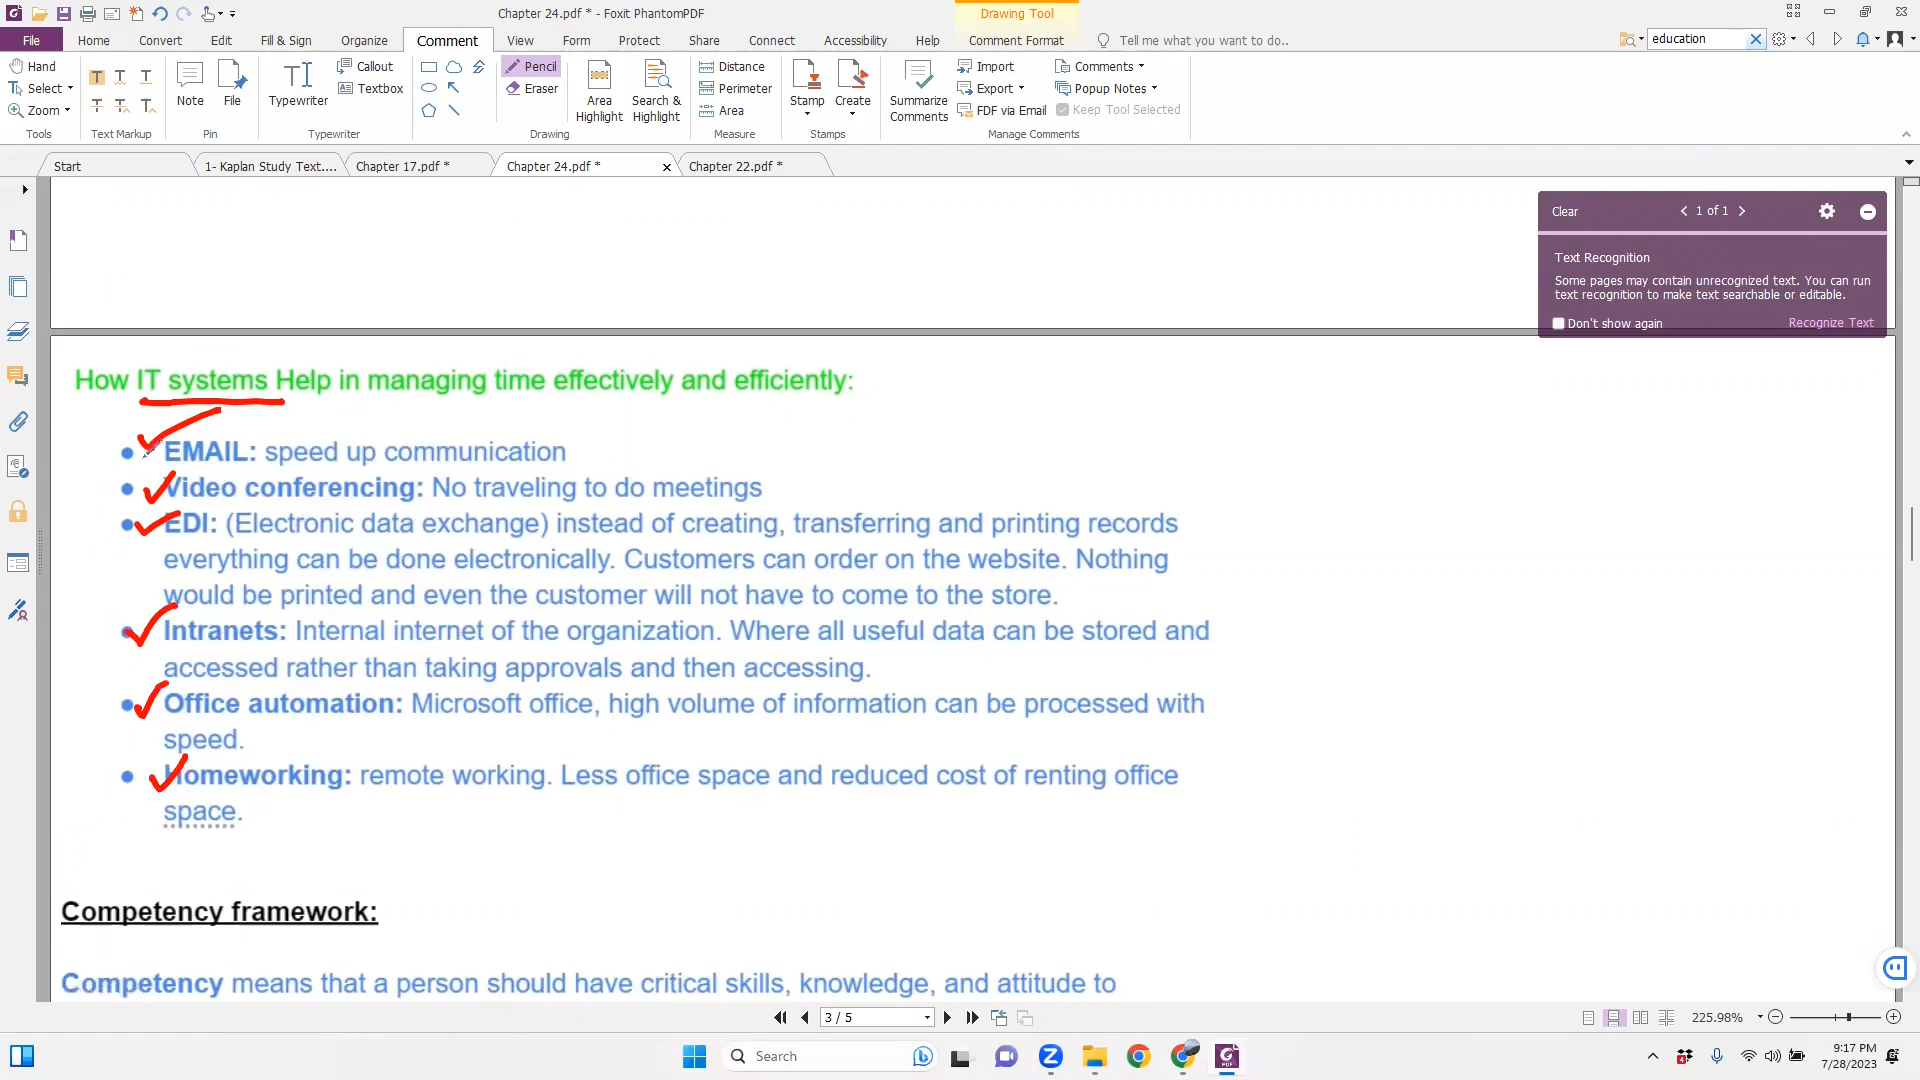 Chapter 24.pdf * - Foxit PhantomPDF
Drawing Tool
File Home Convert Edit Fill & Sign Organize Comment View Form Protect Share Connect Accessibility Help Comment Format Tell me what you want to do.. education
Hand Select Zoom Tools
Text Markup
Note File Pin
Typewriter Callout Textbox Typewriter
Pencil Eraser Area Highlight Search & Highlight Drawing
Distance Perimeter Area Measure
Stamp Create Stamps
Summarize Comments Import Export FDF via Email Comments Popup Notes Keep Tool Selected Manage Comments
Start 1- Kaplan Study Text.... Chapter 17.pdf * Chapter 24.pdf * Chapter 22.pdf *
Clear 1 of 1
Text Recognition
Some pages may contain unrecognized text. You can run
text recognition to make text searchable or editable.
Don't show again Recognize Text
How IT systems Help in managing time effectively and efficiently:
EMAIL: speed up communication
Video conferencing: No traveling to do meetings
EDI: (Electronic data exchange) instead of creating, transferring and printing records
everything can be done electronically. Customers can order on the website. Nothing
would be printed and even the customer will not have to come to the store.
Intranets: Internal internet of the organization. Where all useful data can be stored and
accessed rather than taking approvals and then accessing.
Office automation: Microsoft office, high volume of information can be processed with
speed.
Homeworking: remote working. Less office space and reduced cost of renting office
space.
Competency framework:
Competency means that a person should have critical skills, knowledge, and attitude to
3 / 5 225.98%
Search
9:17 PM
7/28/2023